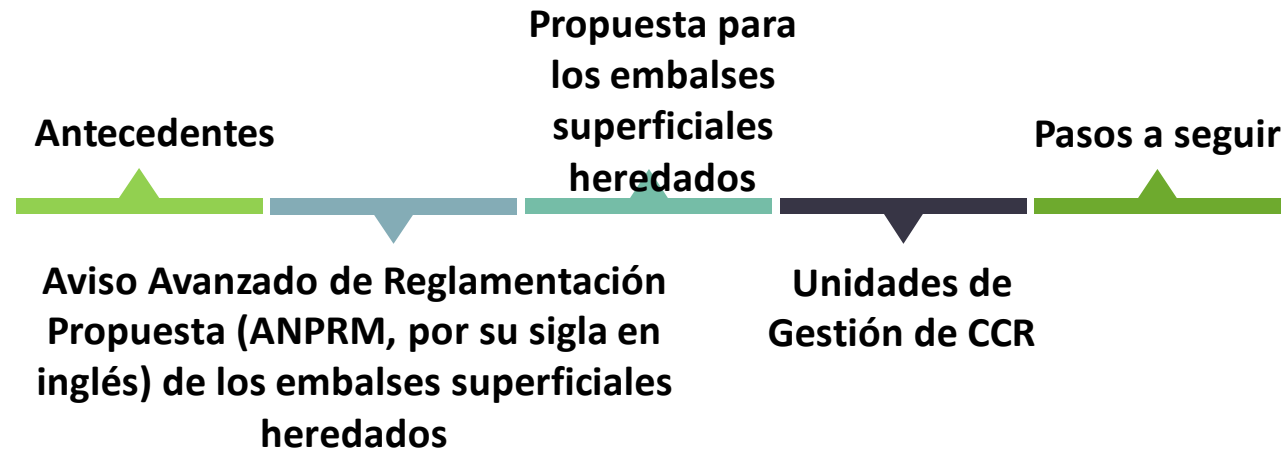 Antecedentes
Aviso Avanzado de Reglamentación
Propuesta (ANPRM, por su sigla en
inglés) de los embalses superficiales
heredados
Propuesta para
los embalses
superficiales
heredados
Unidades de
Gestión de CCR
Pasos a seguir